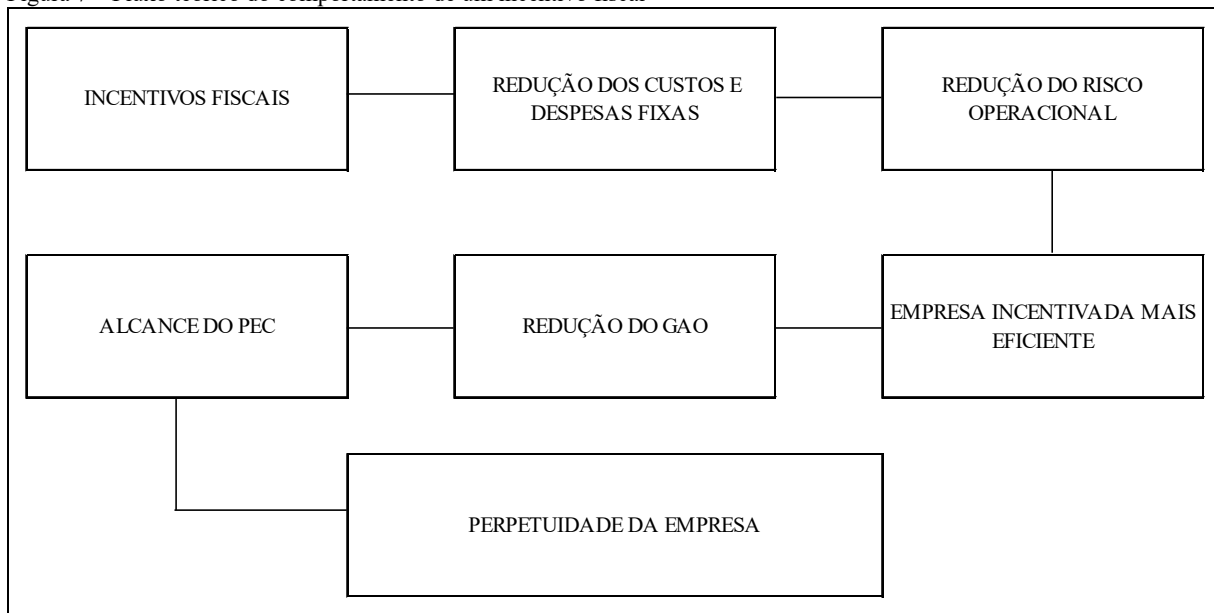 INCENTIVOS FISCAIS
REDUÇÃO DOS CUSTOS E
DESPESAS FIXAS
REDUÇÃO DO RISCO
OPERACIONAL
ALCANCE DO PEC
REDUÇÃO DO GAO
EMPRESA INCENTIVADA MAIS
EFICIENTE
PERPETUIDADE DA EMPRESA